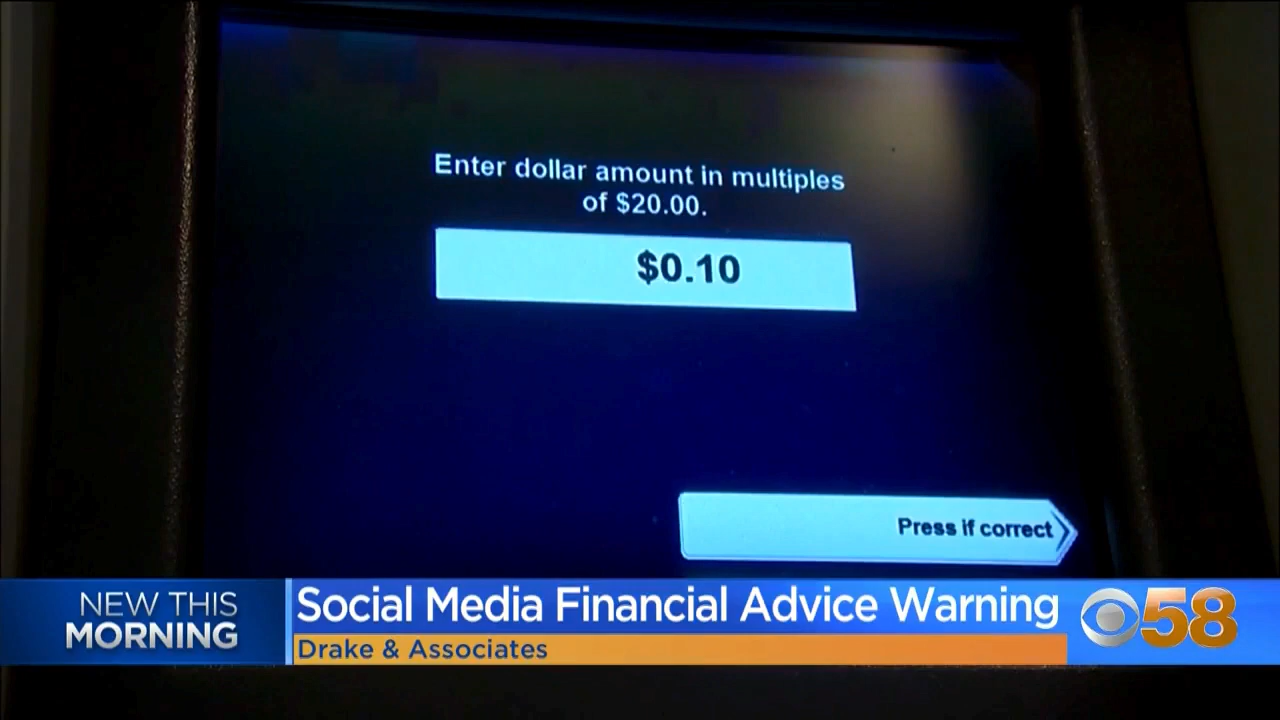 Enter dollar amount in multiples
of $20.00.
$0.10
Press if correct
NEW THIS
MORNING
Social Media Financial Advice Warning
Drake & Associates
58